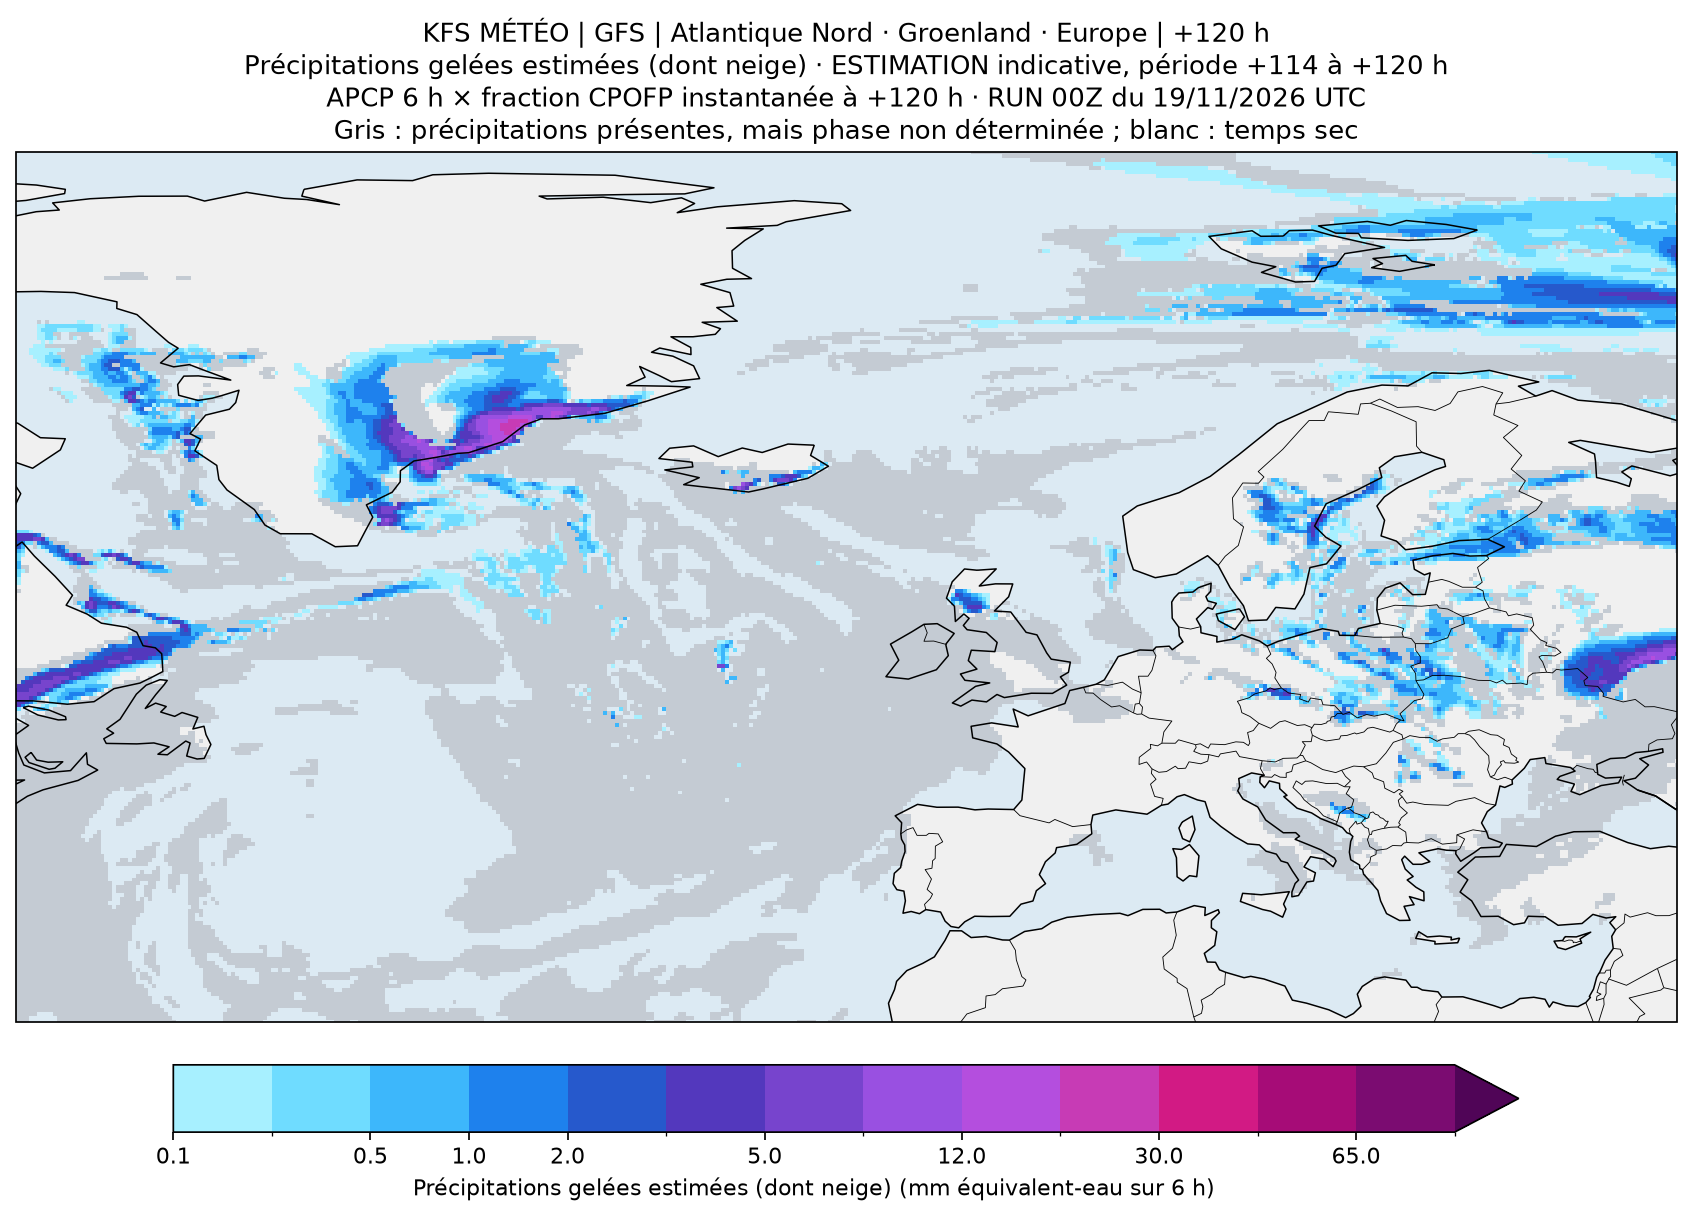 KFS MÉTÉO | GFS | Atlantique Nord · Groenland · Europe | +120 h
Précipitations gelées estimées (dont neige) · ESTIMATION indicative, période +114 à +120 h
APCP 6 h × fraction CPOFP instantanée à +120 h · RUN 00Z du 19/11/2026 UTC
Gris : précipitations présentes, mais phase non déterminée ; blanc : temps sec
0.1 0.5 1.0 2.0 5.0 12.0 30.0 65.0
Précipitations gelées estimées (dont neige) (mm équivalent-eau sur 6 h)